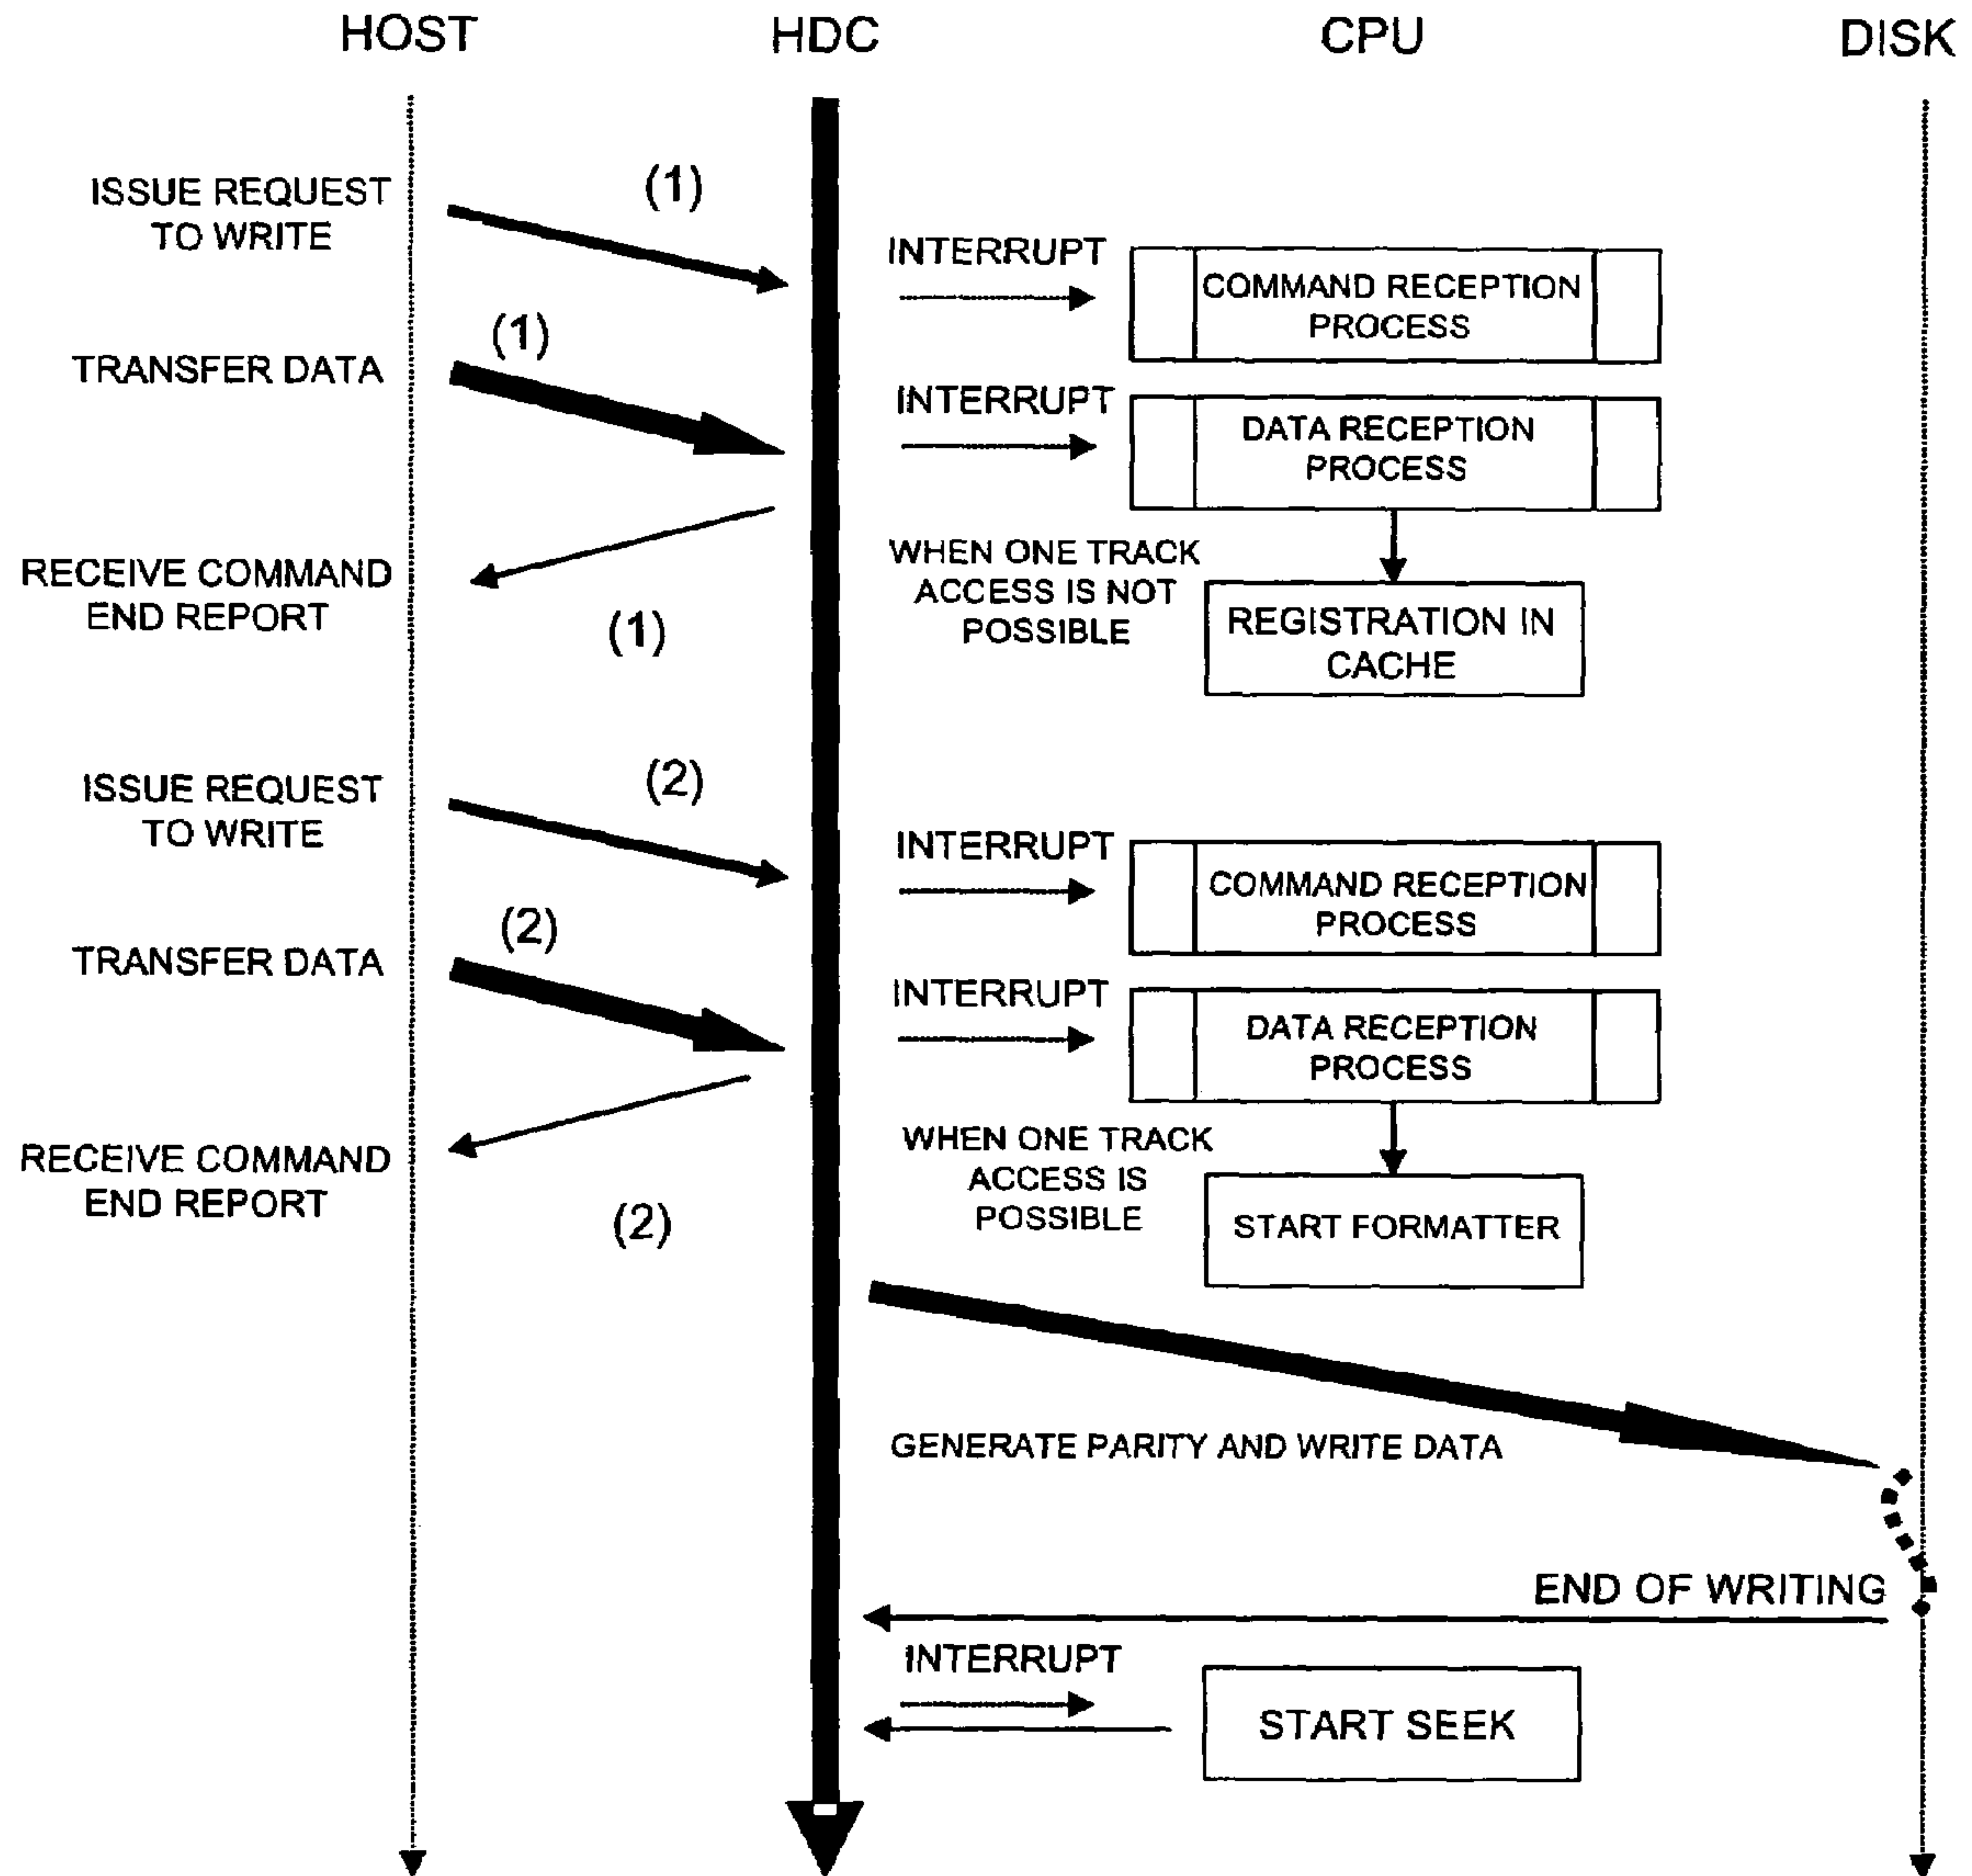 HOST HDC CPU DISK
ISSUE REQUEST
TO WRITE
(1)
INTERRUPT
COMMAND RECEPTION
PROCESS
TRANSFER DATA
(1)
INTERRUPT
DATA RECEPTION
PROCESS
RECEIVE COMMAND
END REPORT
(1)
WHEN ONE TRACK
ACCESS IS NOT
POSSIBLE
REGISTRATION IN
CACHE
ISSUE REQUEST
TO WRITE
(2)
INTERRUPT
COMMAND RECEPTION
PROCESS
TRANSFER DATA
(2)
INTERRUPT
DATA RECEPTION
PROCESS
RECEIVE COMMAND
END REPORT
(2)
WHEN ONE TRACK
ACCESS IS
POSSIBLE
START FORMATTER
GENERATE PARITY AND WRITE DATA
END OF WRITING
INTERRUPT
START SEEK